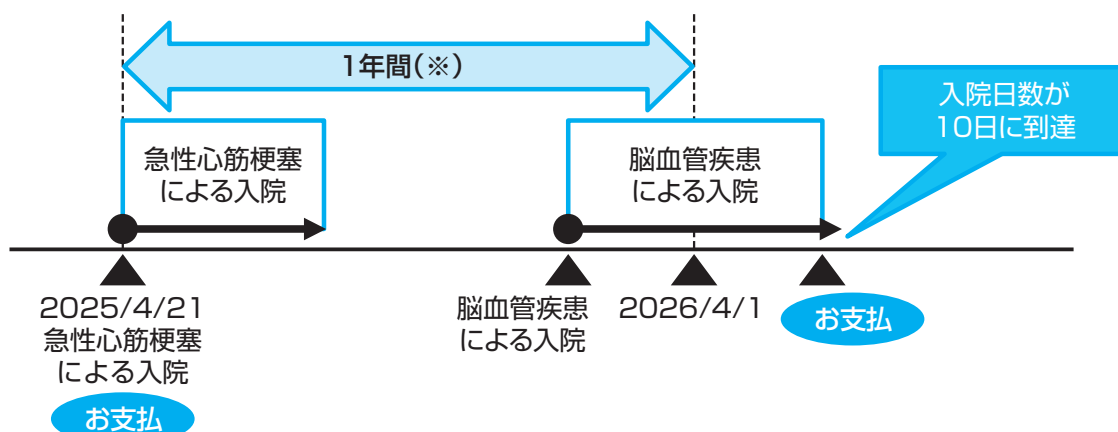 1年間(※)
入院日数が
10日に到達
急性心筋梗塞
による入院
脳血管疾患
による入院
2025/4/21
急性心筋梗塞
による入院
お支払
脳血管疾患
による入院
2026/4/1
お支払